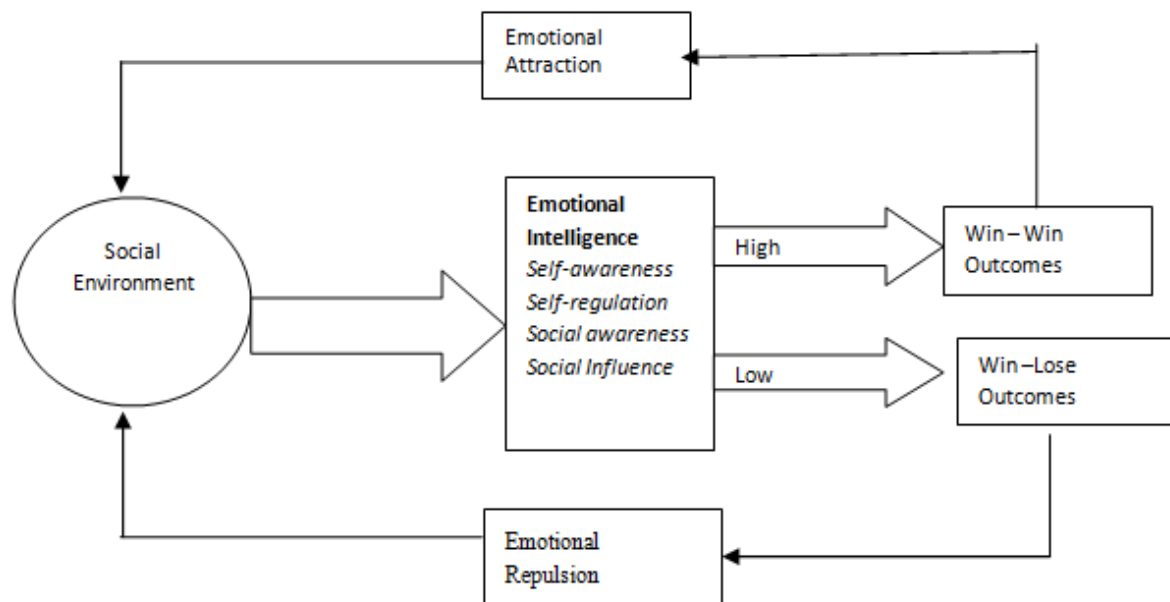 Emotional
Attraction
Social
Environment
Emotional
Intelligence
Self-awareness
Self-regulation
Social awareness
Social Influence
High
Low
Win – Win
Outcomes
Win –Lose
Outcomes
Emotional
Repulsion